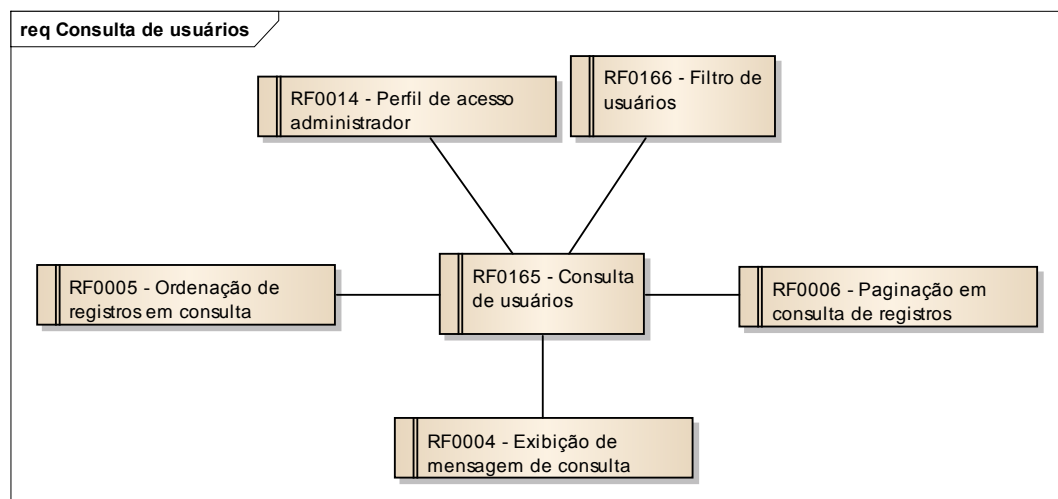 req Consulta de usuários
RF0014 - Perfil de acesso
administrador
RF0166 - Filtro de
usuários
RF0005 - Ordenação de
registros em consulta
RF0165 - Consulta
de usuários
RF0006 - Paginação em
consulta de registros
RF0004 - Exibição de
mensagem de consulta